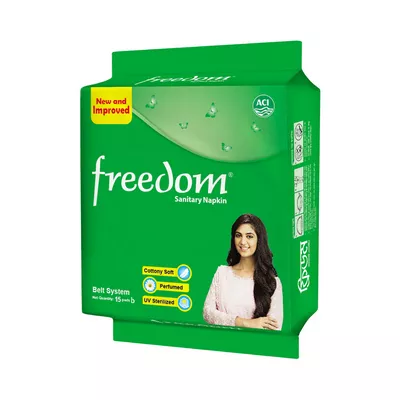 freedom®
New and
Improved
ACI
freedom®
Sanitary Napkin
Cottony Soft
Perfumed
UV Sterilized
Belt System
Net Quantity: 15 pads
ফ্রিডম